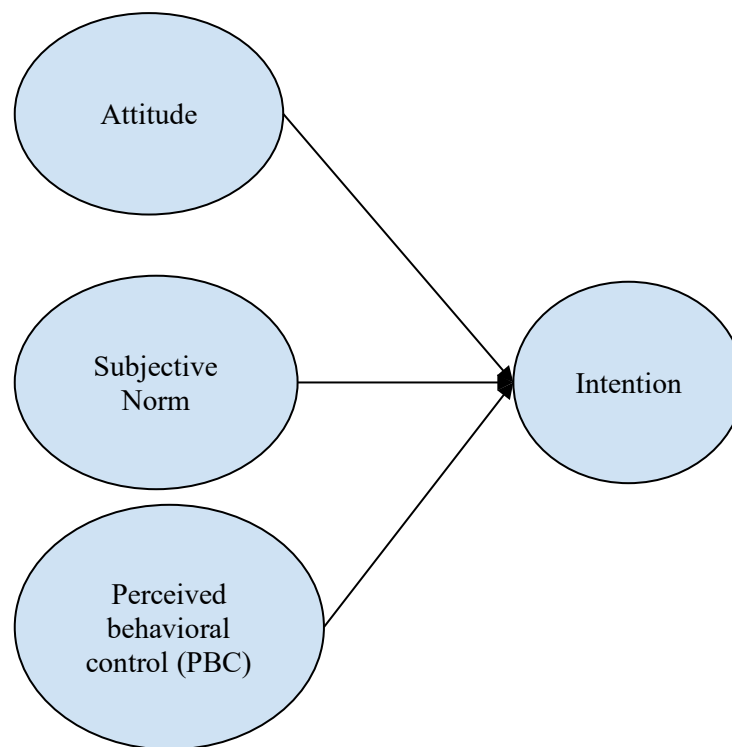 Attitude
Subjective
Norm
Intention
Perceived
behavioral
control (PBC)